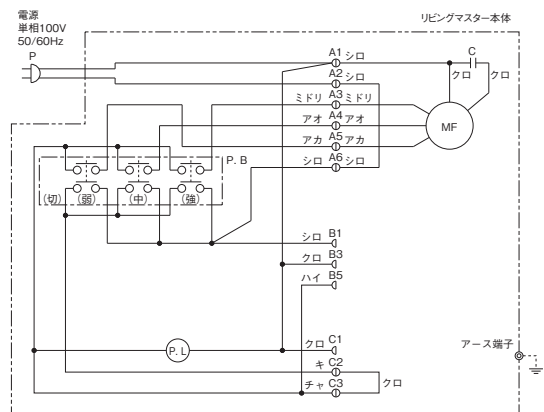 電源
単相100V
50/60Hz
P
リビングマスター本体
A1 シロ
C
クロ
クロ
A2 シロ
ミドリ A3 ミドリ
アオ A4 アオ
アカ A5 アカ
シロ A6 シロ
MF
P. B
(切) (弱) (中) (強)
シロ B1
クロ B3
ハイ B5
P. L
クロ C1
キ C2
チャ C3
クロ
アース端子